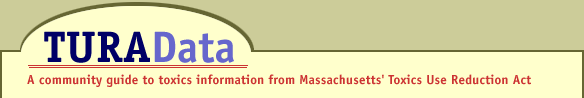 TURAData
A community guide to toxics information from Massachusetts' Toxics Use Reduction Act